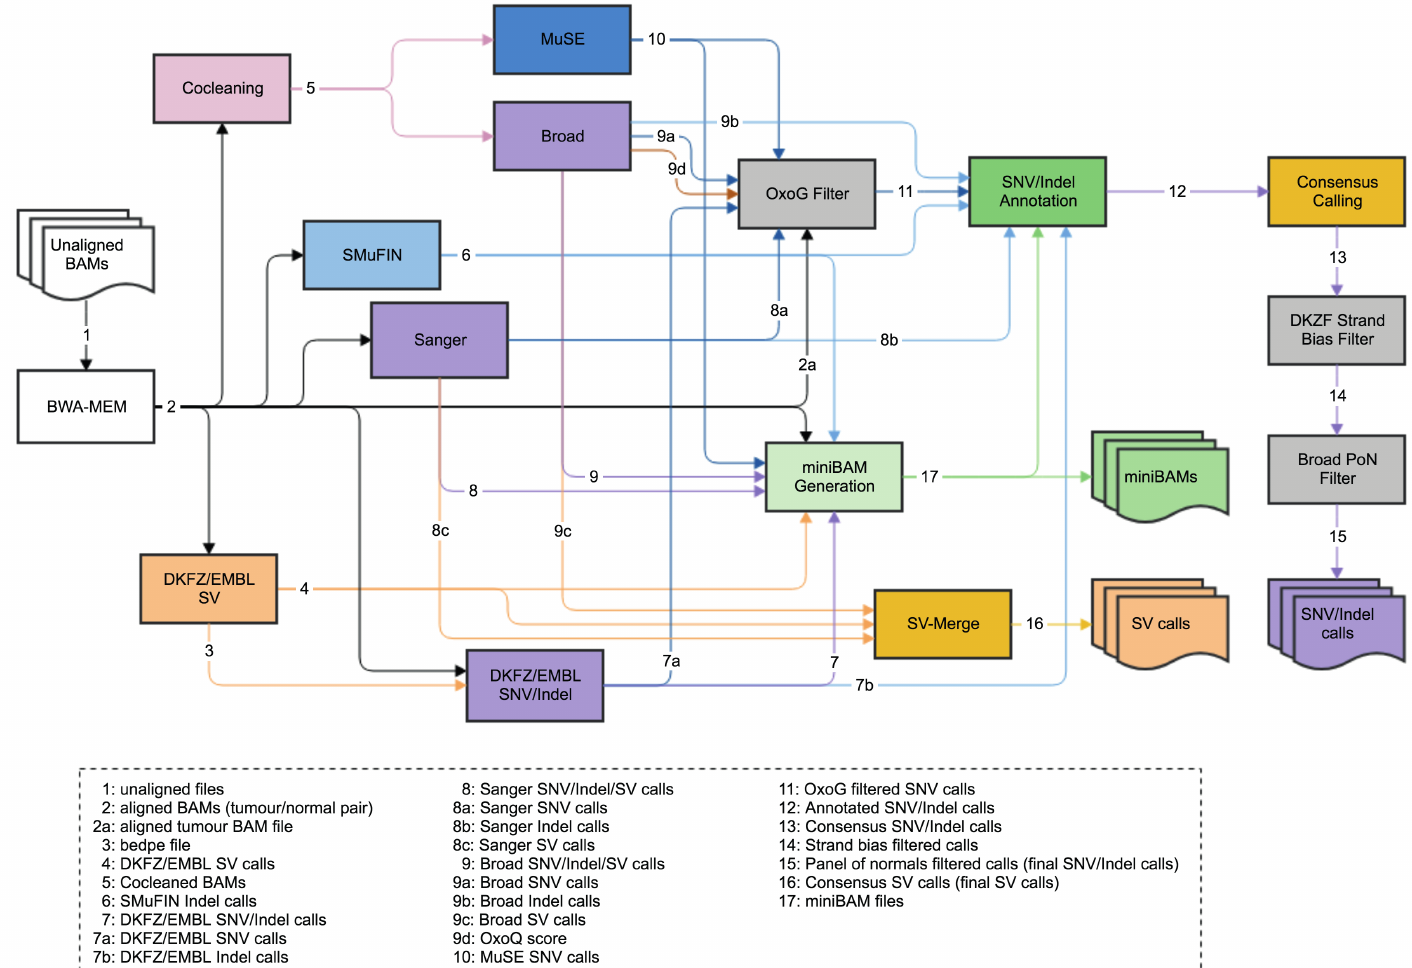 MuSE
10
Cocleaning
5
Broad
9b
9a
9d
OxoG Filter
11
SNV/Indel
Annotation
12
Consensus
Calling
Unaligned
BAMs
SMuFIN
6
13
1
Sanger
8a
8b
2a
DKZF Strand
Bias Filter
BWA-MEM
2
14
miniBAM
Generation
17
miniBAMs
Broad PoN
Filter
9
8
8c
9c
15
DKFZ/EMBL
SV
4
3
SV-Merge
16
SV calls
SNV/Indel
calls
DKFZ/EMBL
SNV/Indel
7a
7
7b
1: unaligned files
2: aligned BAMs (tumour/normal pair)
2a: aligned tumour BAM file
3: bedpe file
4: DKFZ/EMBL SV calls
5: Cocleaned BAMs
6: SMuFIN Indel calls
7: DKFZ/EMBL SNV/Indel calls
7a: DKFZ/EMBL SNV calls
7b: DKFZ/EMBL Indel calls
8: Sanger SNV/Indel/SV calls
8a: Sanger SNV calls
8b: Sanger Indel calls
8c: Sanger SV calls
9: Broad SNV/Indel/SV calls
9a: Broad SNV calls
9b: Broad Indel calls
9c: Broad SV calls
9d: OxoQ score
10: MuSE SNV calls
11: OxoG filtered SNV calls
12: Annotated SNV/Indel calls
13: Consensus SNV/Indel calls
14: Strand bias filtered calls
15: Panel of normals filtered calls (final SNV/Indel calls)
16: Consensus SV calls (final SV calls)
17: miniBAM files